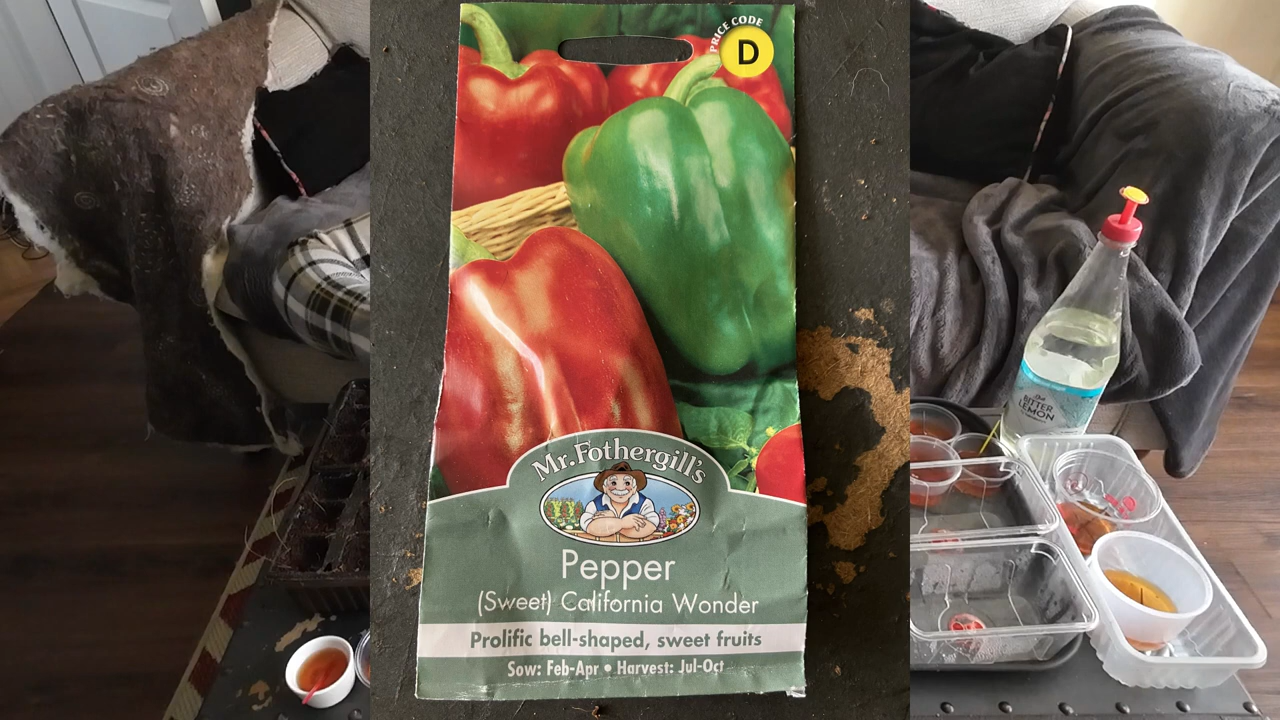 PRICE CODE
D
Mr. Fothergill's
Pepper
(Sweet) California Wonder
Prolific bell-shaped, sweet fruits
Sow: Feb-Apr • Harvest: Jul-Oct
the
BITTER
LEMON